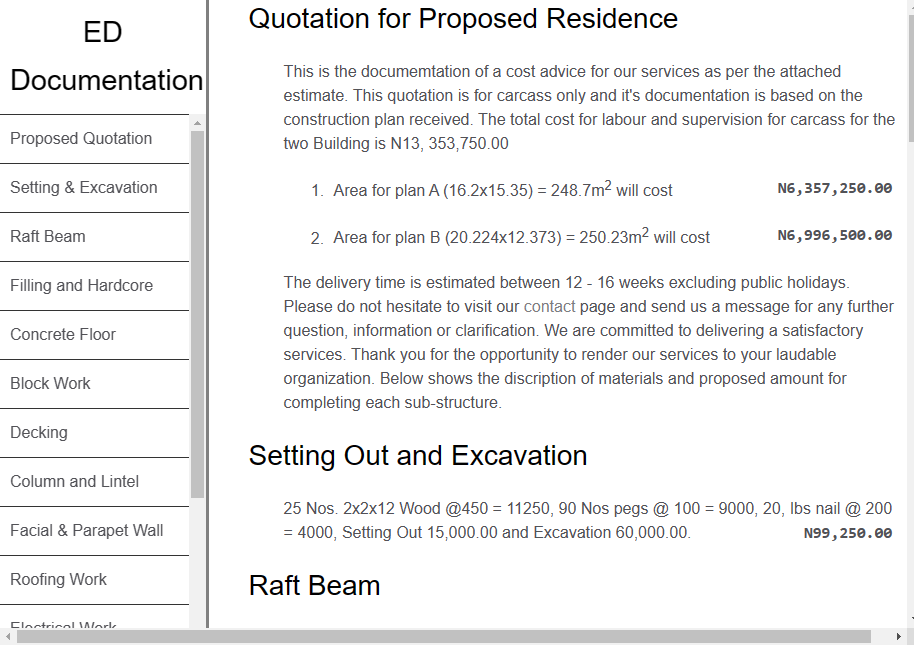 ED
Documentation
Proposed Quotation
Setting & Excavation
Raft Beam
Filling and Hardcore
Concrete Floor
Block Work
Decking
Column and Lintel
Facial & Parapet Wall
Roofing Work
Electrical Work
Quotation for Proposed Residence
This is the documemtation of a cost advice for our services as per the attached
estimate. This quotation is for carcass only and it's documentation is based on the
construction plan received. The total cost for labour and supervision for carcass for the
two Building is N13, 353,750.00
1. Area for plan A (16.2x15.35) = 248.7m² will cost N6,357,250.00
2. Area for plan B (20.224x12.373) = 250.23m² will cost N6,996,500.00
The delivery time is estimated between 12 - 16 weeks excluding public holidays.
Please do not hesitate to visit our contact page and send us a message for any further
question, information or clarification. We are committed to delivering a satisfactory
services. Thank you for the opportunity to render our services to your laudable
organization. Below shows the discription of materials and proposed amount for
completing each sub-structure.
Setting Out and Excavation
25 Nos. 2x2x12 Wood @450 = 11250, 90 Nos pegs @ 100 = 9000, 20, lbs nail @ 200
= 4000, Setting Out 15,000.00 and Excavation 60,000.00. N99,250.00
Raft Beam